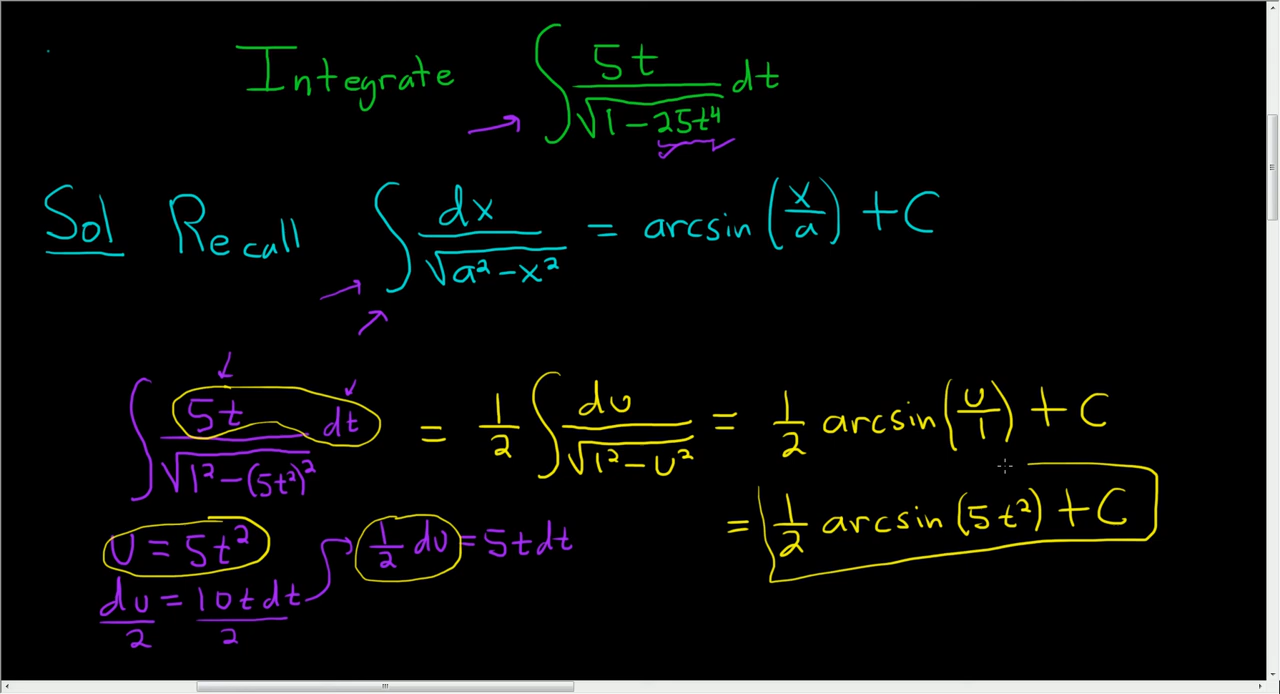 Integrate ∫ 5t/√(1 − 25t⁴) dt
Sol Recall ∫ dx/√(a² − x²) = arcsin(x/a) + C
∫ 5t/√(1² − (5t²)²) dt = 1/2 ∫ du/√(1² − u²) = 1/2 arcsin(u/1) + C
= 1/2 arcsin(5t²) + C
u = 5t²
1/2 du = 5t dt
du/2 = 10t dt/2